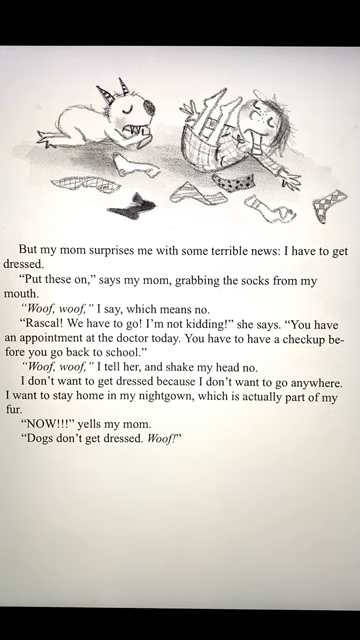 But my mom surprises me with some terrible news: I have to get
dressed.
“Put these on,” says my mom, grabbing the socks from my
mouth.
“Woof, woof,” I say, which means no.
“Rascal! We have to go! I’m not kidding!” she says. “You have
an appointment at the doctor today. You have to have a checkup be-
fore you go back to school.”
“Woof, woof,” I tell her, and shake my head no.
I don’t want to get dressed because I don’t want to go anywhere.
I want to stay home in my nightgown, which is actually part of my
fur.
“NOW!!!” yells my mom.
“Dogs don’t get dressed. Woof!”